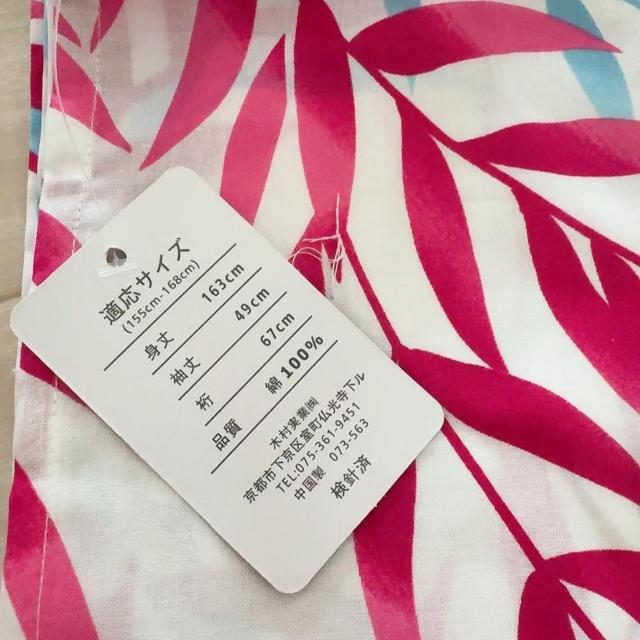 適応サイズ
(155cm-168cm)
身丈 163cm
袖丈 49cm
裄 67cm
品質 綿100%
木村実業㈱
京都市下京区室町仏光寺下ル
TEL:075-361-9451
中国製 073-563
検針済